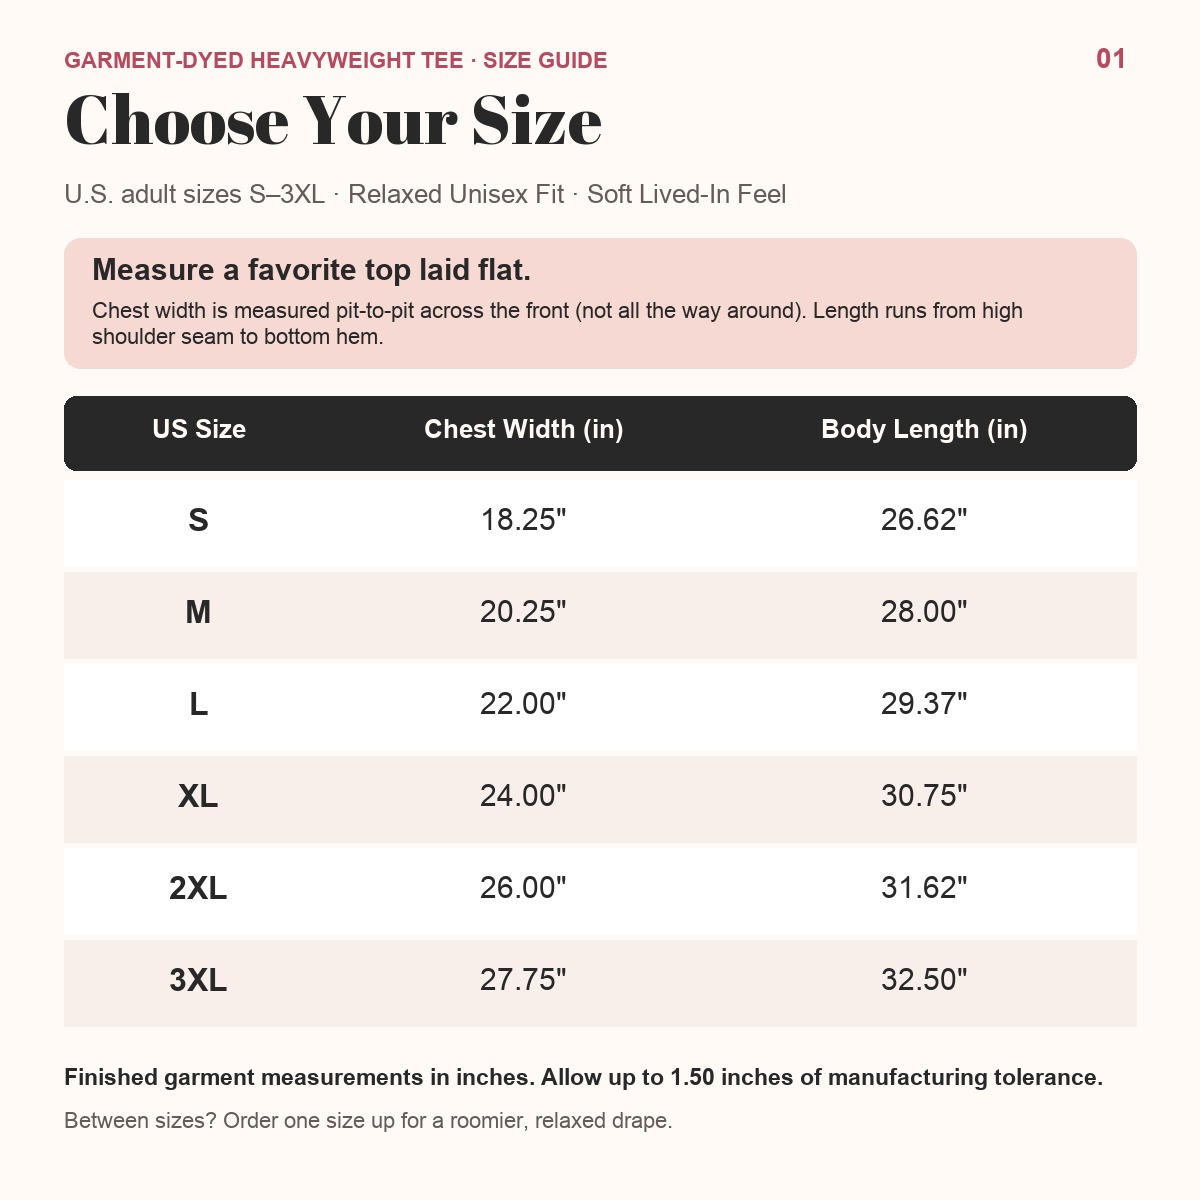 GARMENT-DYED HEAVYWEIGHT TEE · SIZE GUIDE
01
Choose Your Size
U.S. adult sizes S–3XL · Relaxed Unisex Fit · Soft Lived-In Feel
Measure a favorite top laid flat.
Chest width is measured pit-to-pit across the front (not all the way around). Length runs from high
shoulder seam to bottom hem.
US Size Chest Width (in) Body Length (in)
S 18.25" 26.62"
M 20.25" 28.00"
L 22.00" 29.37"
XL 24.00" 30.75"
2XL 26.00" 31.62"
3XL 27.75" 32.50"
Finished garment measurements in inches. Allow up to 1.50 inches of manufacturing tolerance.
Between sizes? Order one size up for a roomier, relaxed drape.